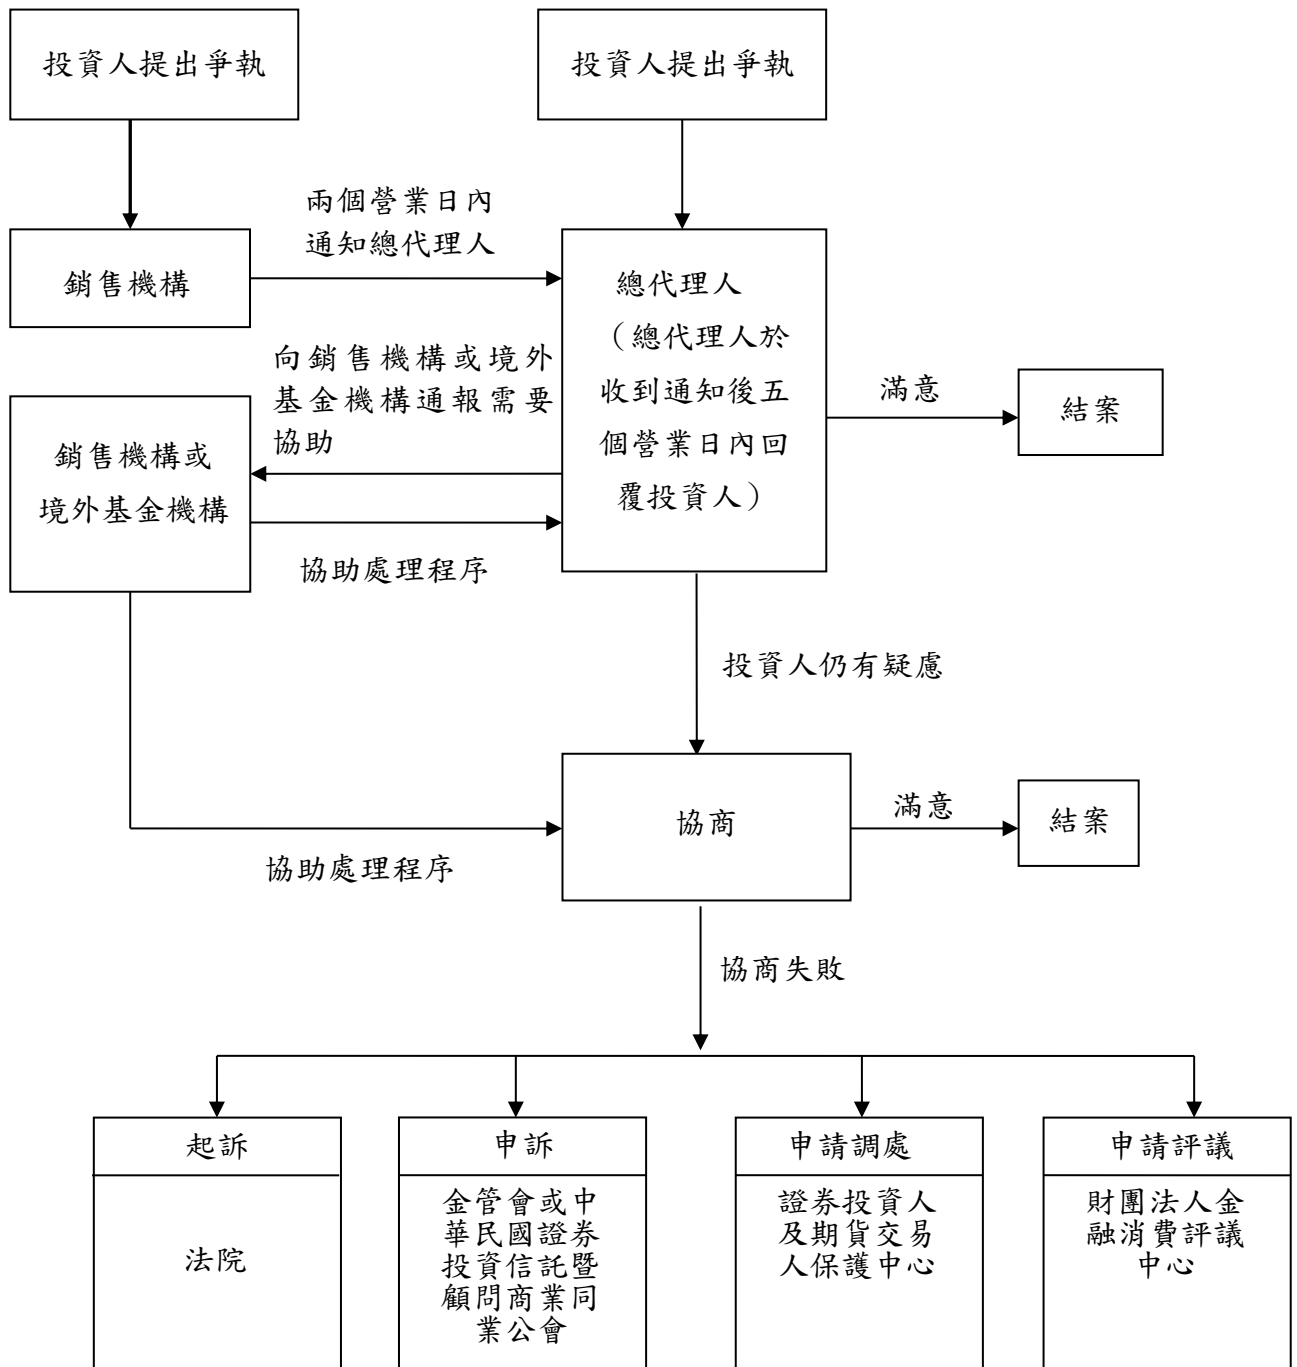 投資人提出爭執
投資人提出爭執
兩個營業日內
通知總代理人
銷售機構
總代理人
（總代理人於
收到通知後五
個營業日內回
覆投資人）
向銷售機構或境外
基金機構通報需要
協助
滿意
結案
銷售機構或
境外基金機構
協助處理程序
投資人仍有疑慮
協商
滿意
結案
協助處理程序
協商失敗
起訴
法院
申訴
金管會或中
華民國證券
投資信託暨
顧問商業同
業公會
申請調處
證券投資人
及期貨交易
人保護中心
申請評議
財團法人金
融消費評議
中心